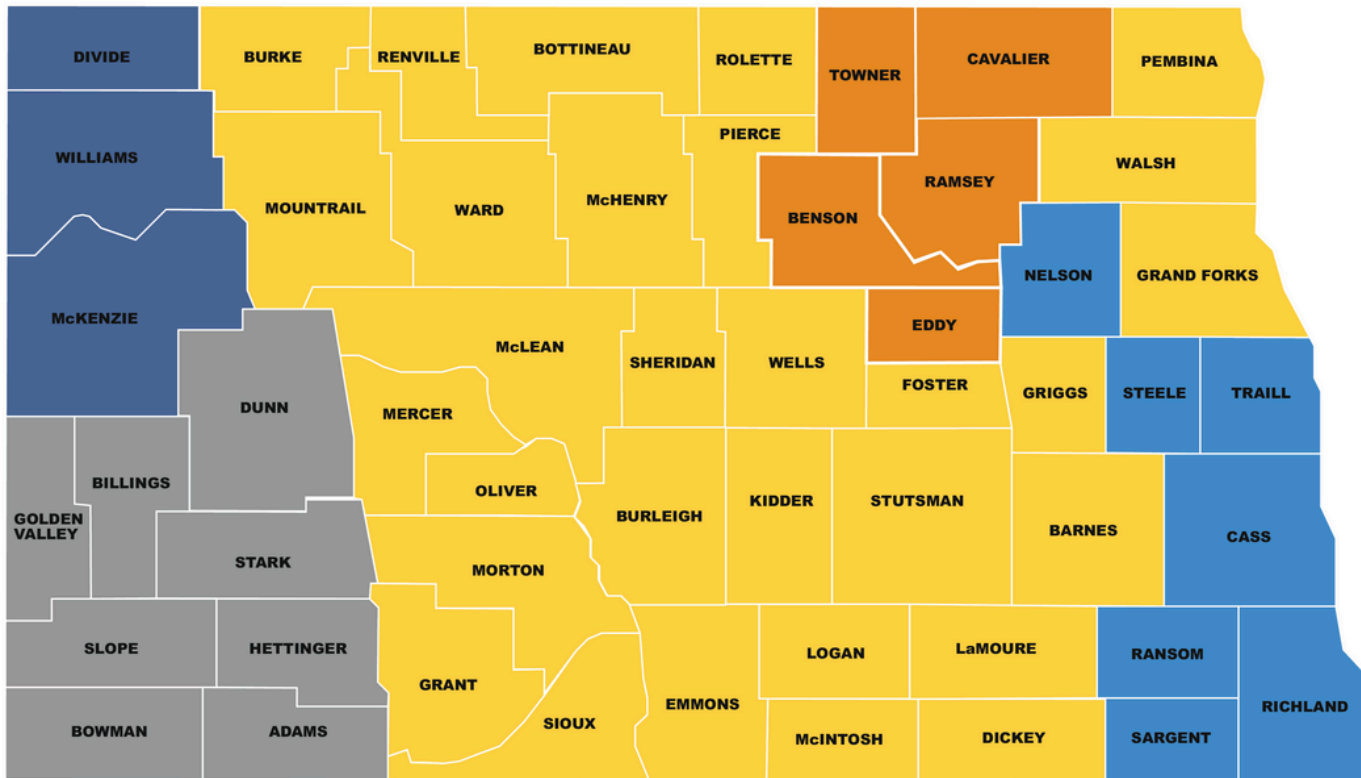 DIVIDE
BURKE
RENVILLE
BOTTINEAU
ROLETTE
TOWNER
CAVALIER
PEMBINA
WILLIAMS
MOUNTRAIL
WARD
McHENRY
PIERCE
BENSON
RAMSEY
WALSH
McKENZIE
NELSON
GRAND FORKS
DUNN
McLEAN
SHERIDAN
WELLS
EDDY
FOSTER
GRIGGS
STEELE
TRAILL
MERCER
GOLDEN
VALLEY
BILLINGS
OLIVER
BURLEIGH
KIDDER
STUTSMAN
BARNES
CASS
STARK
MORTON
SLOPE
HETTINGER
GRANT
SIOUX
EMMONS
LOGAN
LaMOURE
RANSOM
RICHLAND
BOWMAN
ADAMS
McINTOSH
DICKEY
SARGENT